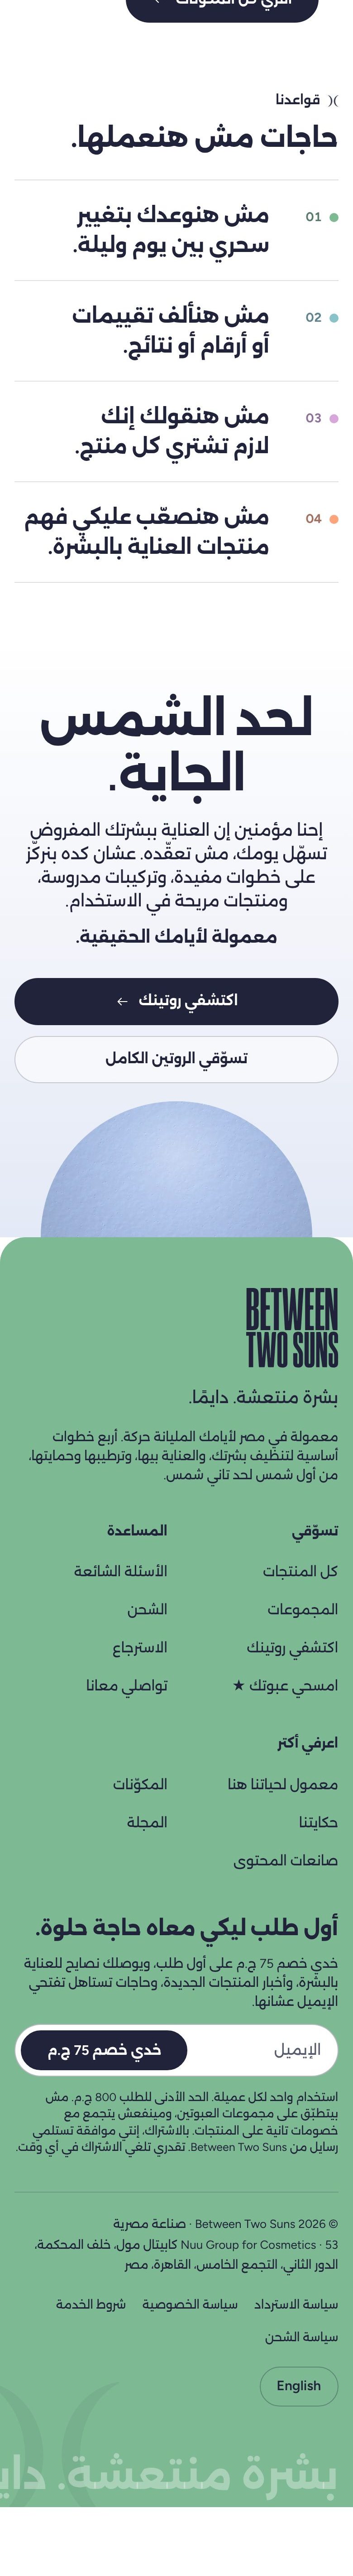 قواعدنا
حاجات مش هنعملها.
01
مش هنوعدك بتغيير
سحري بين يوم وليلة.
02
مش هنألف تقييمات
أو أرقام أو نتائج.
03
مش هنقولك إنك
لازم تشتري كل منتج.
04
مش هنصعّب عليكي فهم
منتجات العناية بالبشرة.
لحد الشمس
الجاية.
إحنا مؤمنين إن العناية ببشرتك المفروض
تسهّل يومك، مش تعقّده. عشان كده بنركّز
على خطوات مفيدة، وتركيبات مدروسة،
ومنتجات مريحة في الاستخدام.
معمولة لأيامك الحقيقية.
اكتشفي روتينك ←
تسوّقي الروتين الكامل
BETWEEN
TWO SUNS
بشرة منتعشة. دايمًا.
معمولة في مصر لأيامك المليانة حركة. أربع خطوات
أساسية لتنظيف بشرتك، والعناية بيها، وترطيبها وحمايتها،
من أول شمس لحد تاني شمس.
تسوّقي
كل المنتجات
المجموعات
اكتشفي روتينك
امسحي عبوتك ★
المساعدة
الأسئلة الشائعة
الشحن
الاسترجاع
تواصلي معانا
اعرفي أكتر
معمول لحياتنا هنا
المكوّنات
حكايتنا
المجلة
صانعات المحتوى
أول طلب ليكي معاه حاجة حلوة.
خدي خصم 75 ج.م على أول طلب، ويوصلك نصايح للعناية
بالبشرة، وأخبار المنتجات الجديدة، وحاجات تستاهل تفتحي
الإيميل عشانها.
الإيميل
خدي خصم 75 ج.م
استخدام واحد لكل عميلة. الحد الأدنى للطلب 800 ج.م. مش
بيتطبّق على مجموعات العبوتين، ومينفعش يتجمع مع
خصومات تانية على المنتجات. بالاشتراك، إنتي موافقة تستلمي
رسايل من Between Two Suns. تقدري تلغي الاشتراك في أي وقت.
© 2026 Between Two Suns · صناعة مصرية
Nuu Group for Cosmetics · 53 كابيتال مول، خلف المحكمة،
الدور الثاني، التجمع الخامس، القاهرة، مصر
سياسة الاسترداد
سياسة الخصوصية
شروط الخدمة
سياسة الشحن
English
بشرة منتعشة.